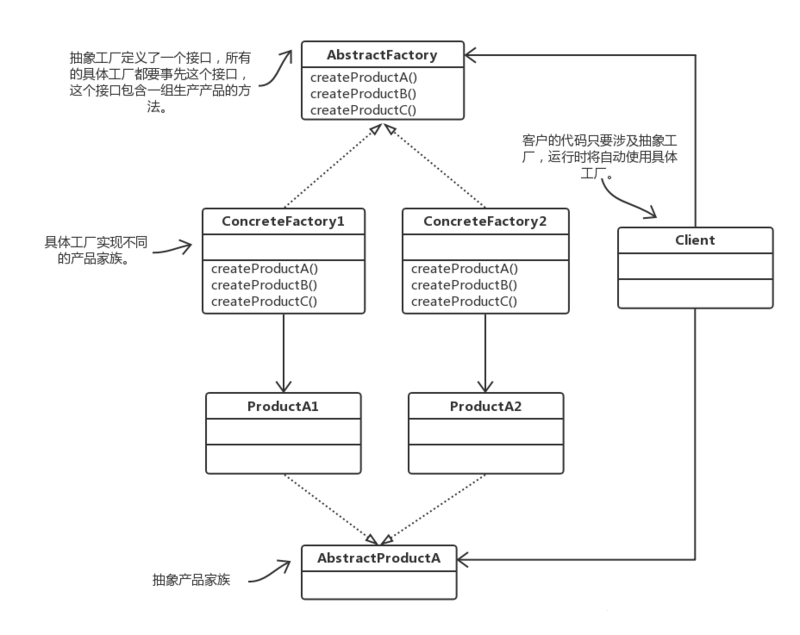 抽象工厂定义了一个接口，所有
的具体工厂都要事先这个接口，
这个接口包含一组生产产品的方
法。
AbstractFactory
createProductA()
createProductB()
createProductC()
客户的代码只要涉及抽象工
厂，运行时将自动使用具体
工厂。
具体工厂实现不同
的产品家族。
ConcreteFactory1
createProductA()
createProductB()
createProductC()
ConcreteFactory2
createProductA()
createProductB()
createProductC()
Client
ProductA1
ProductA2
抽象产品家族
AbstractProductA